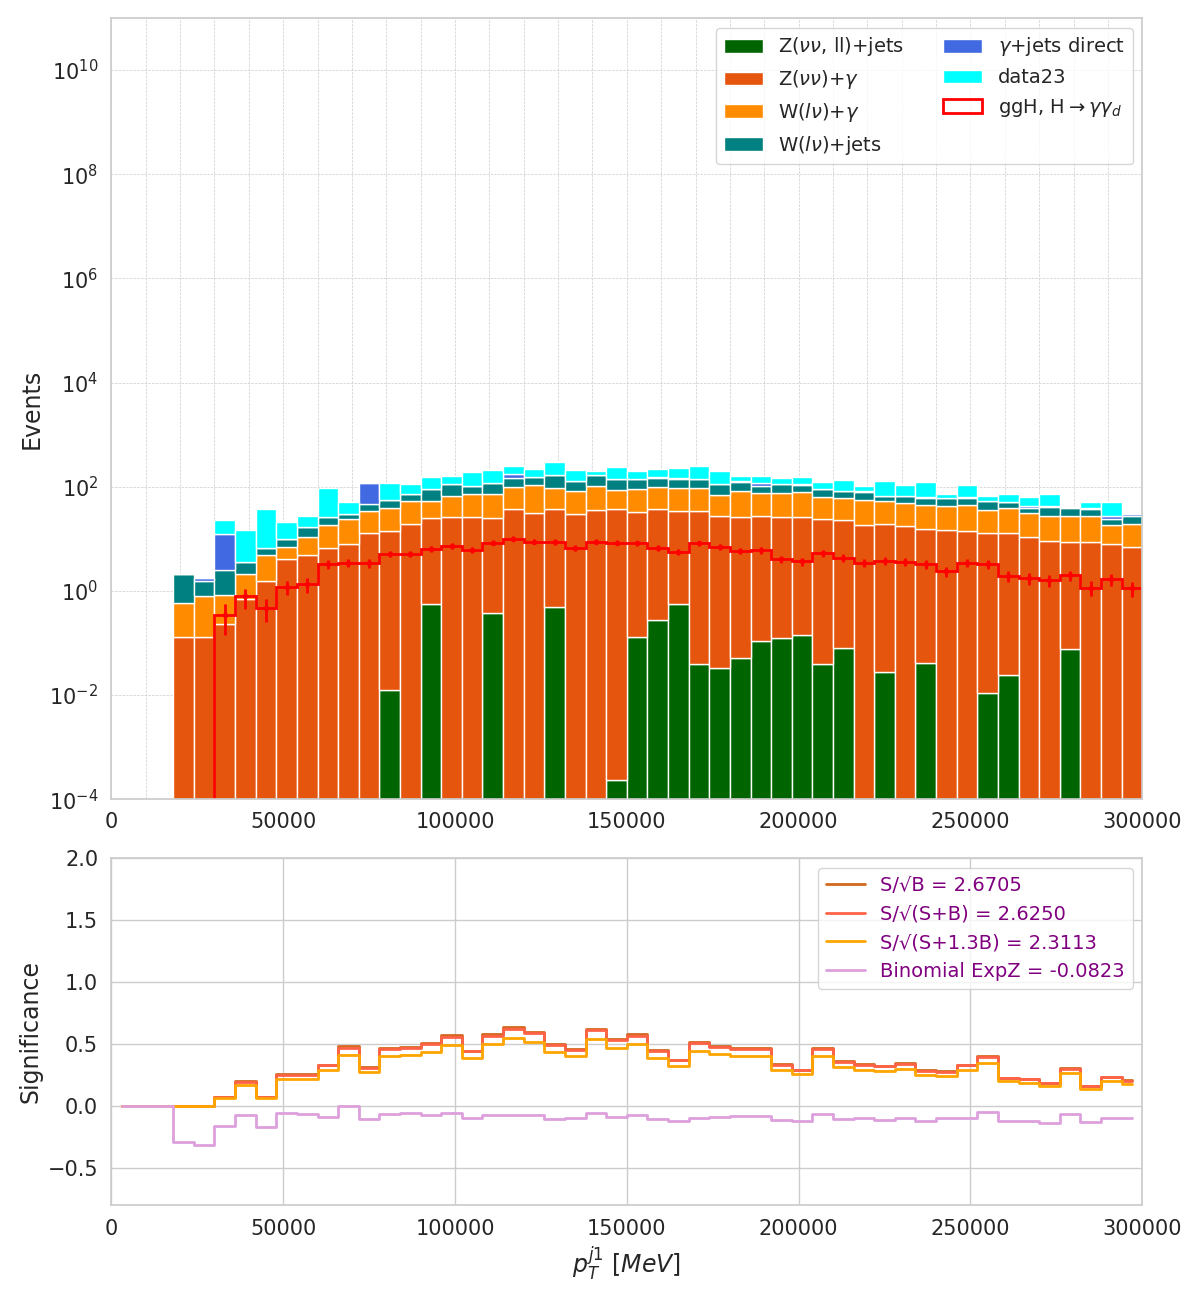 Z(νν, ll)+jets
Z(νν)+γ
W(lν)+γ
W(lν)+jets
γ+jets direct
data23
ggH, H→γγ_d
Events
10^10
10^8
10^6
10^4
10^2
10^0
10^−2
10^−4
0 50000 100000 150000 200000 250000 300000
S/√B = 2.6705
S/√(S+B) = 2.6250
S/√(S+1.3B) = 2.3113
Binomial ExpZ = -0.0823
Significance
2.0
1.5
1.0
0.5
0.0
−0.5
0 50000 100000 150000 200000 250000 300000
p_T^{j1} [MeV]